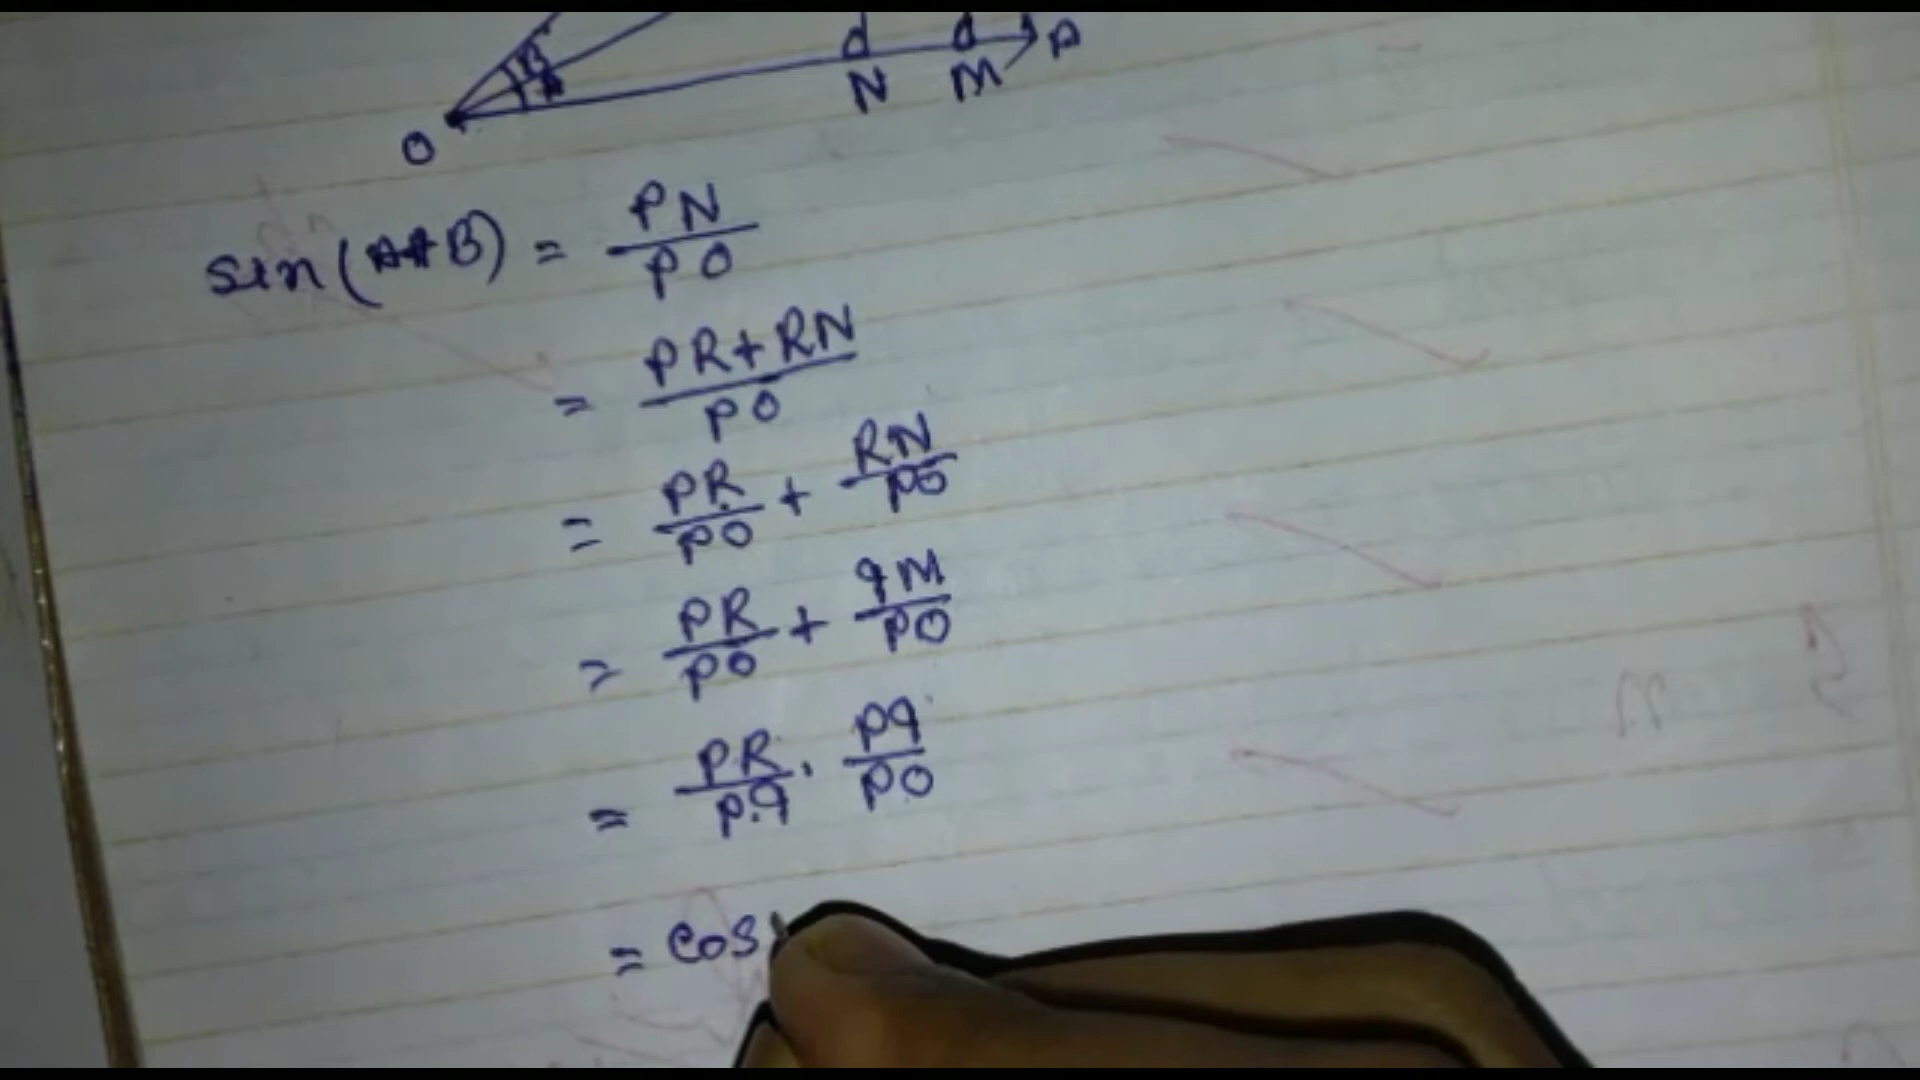 B
A
d d
N M A
O
sin(A+B) = PN/PO
= PR+RN/PO
= PR/PO + RN/PO
= PR/PO + qM/PO
= PR/Pq . Pq/PO
= cos